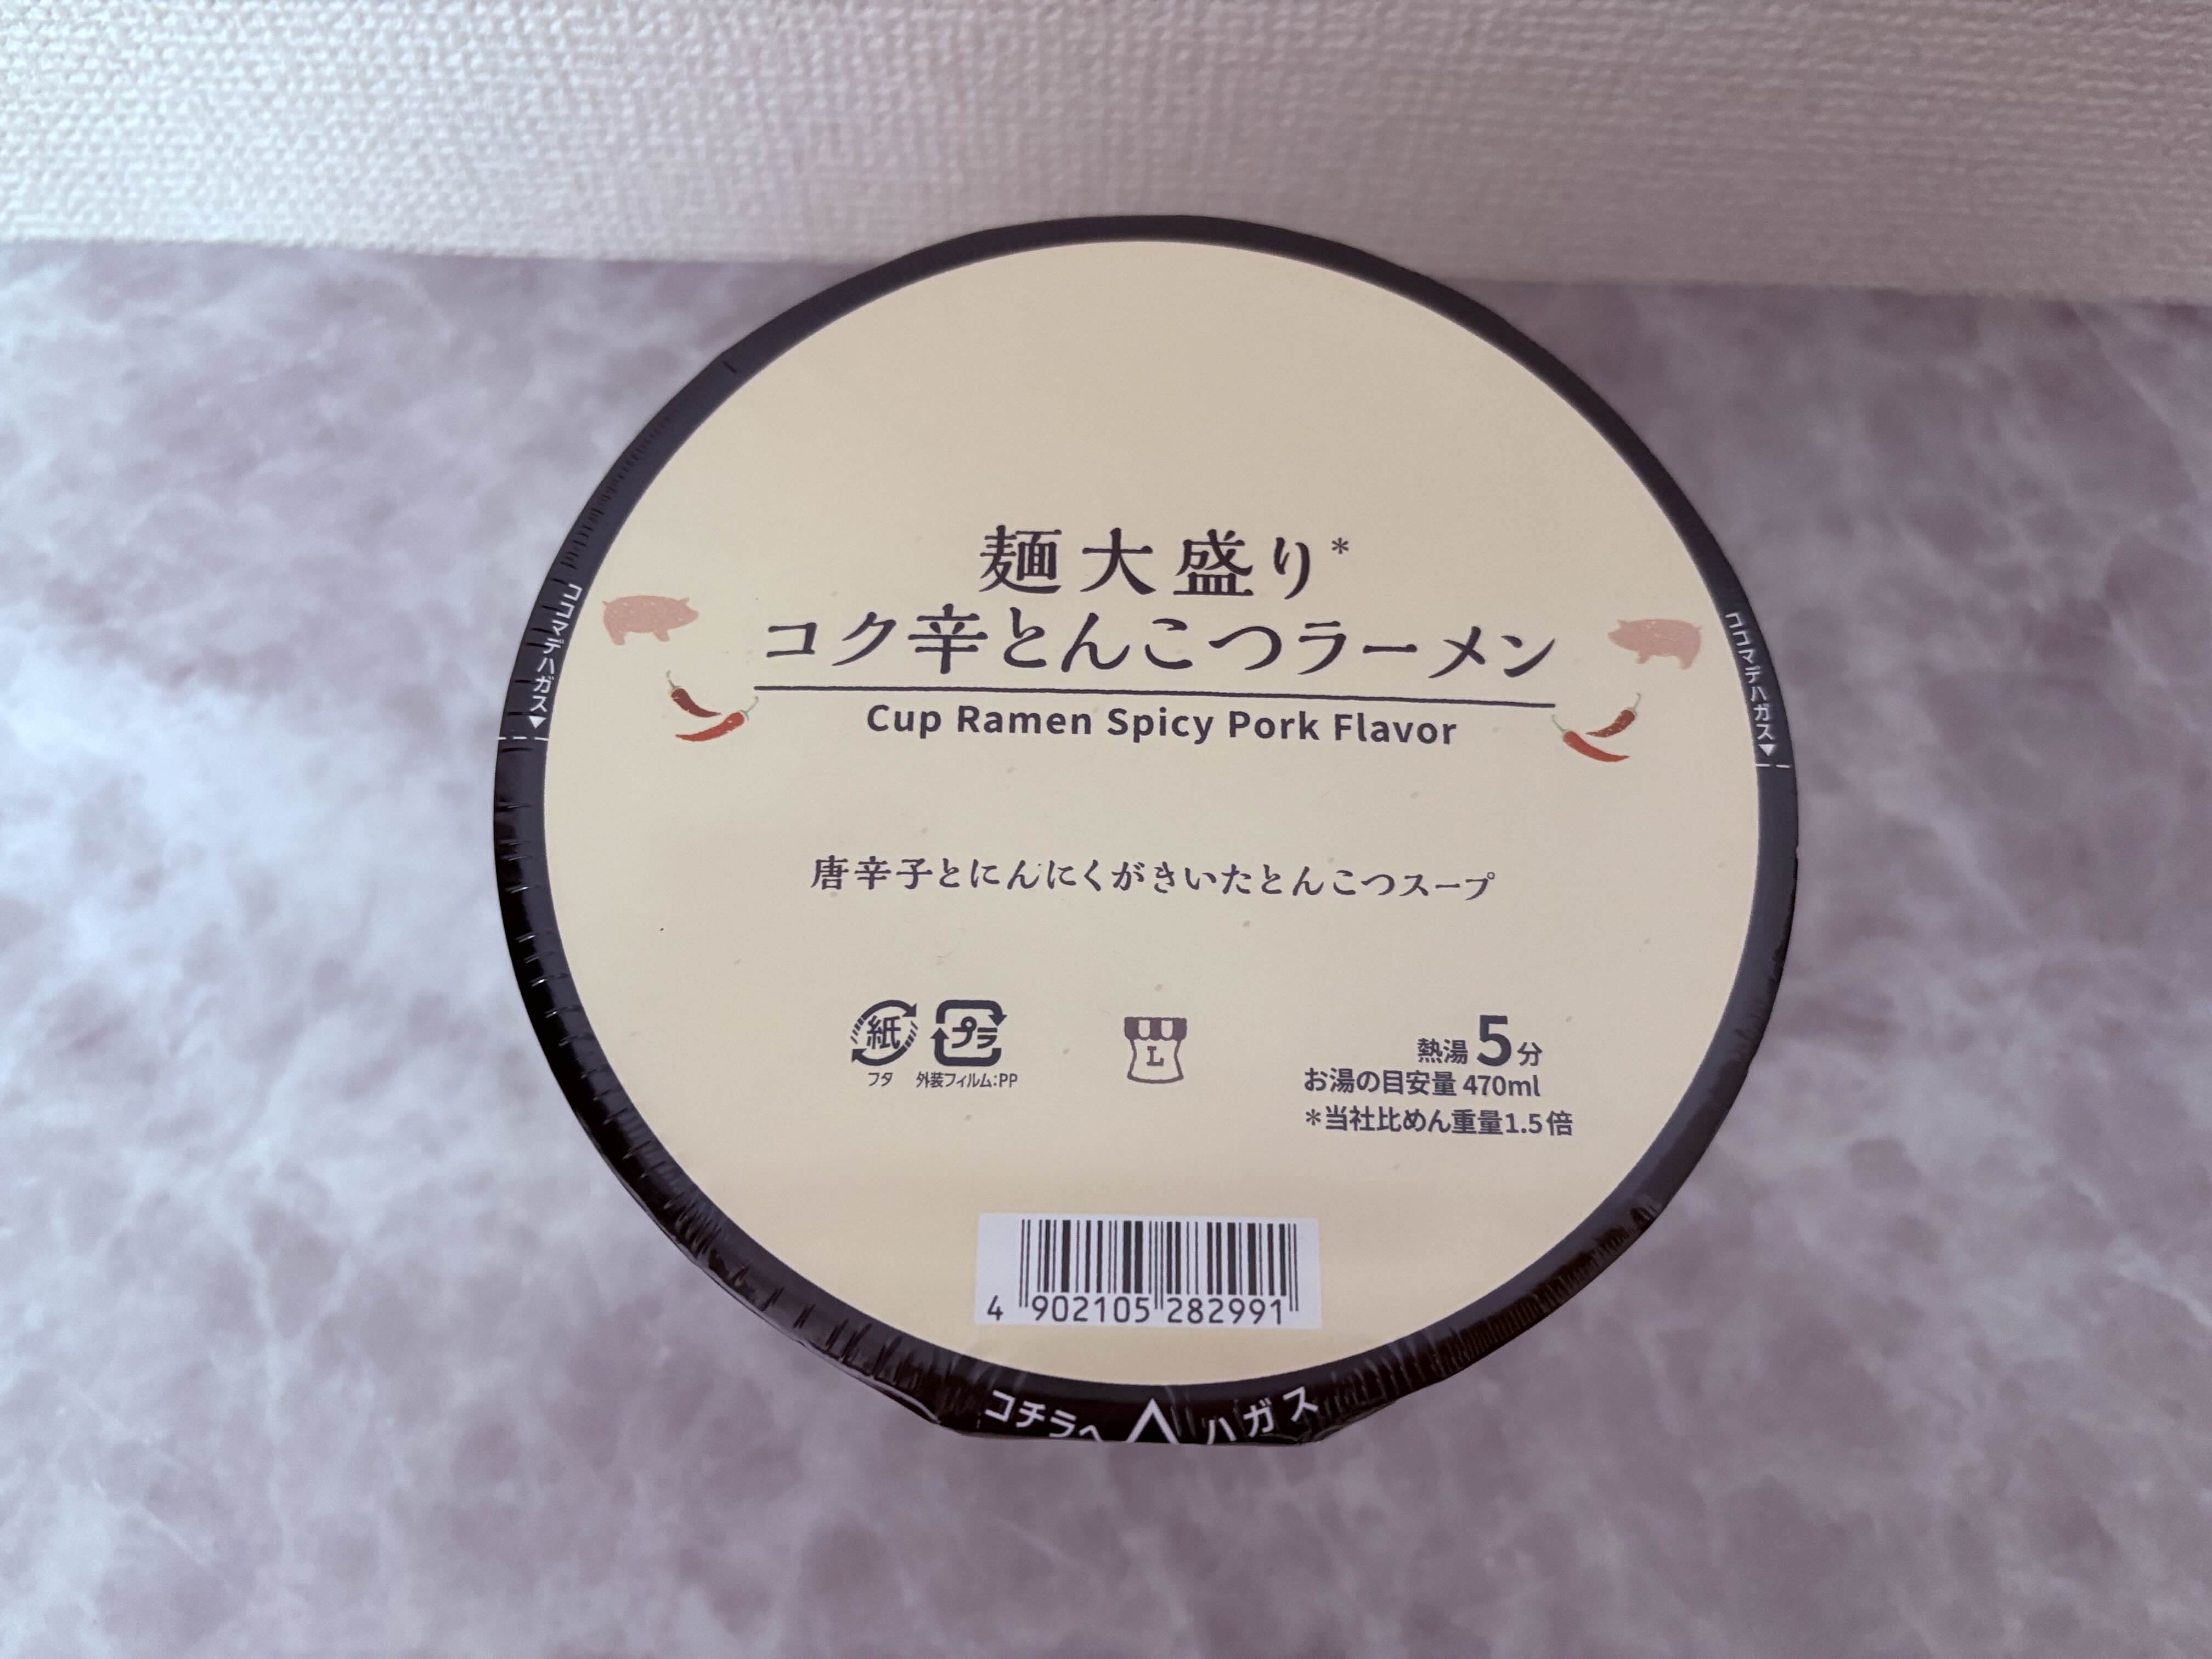 麺大盛り*
コク辛とんこつラーメン
Cup Ramen Spicy Pork Flavor
ココマデハガス▼
ココマデハガス▼
唐辛子とにんにくがきいたとんこつスープ
紙
フタ
プラ
外装フィルム:PP
L
熱湯5分
お湯の目安量 470ml
*当社比めん重量1.5倍
4 902105 282991
コチラへ △ ハガス